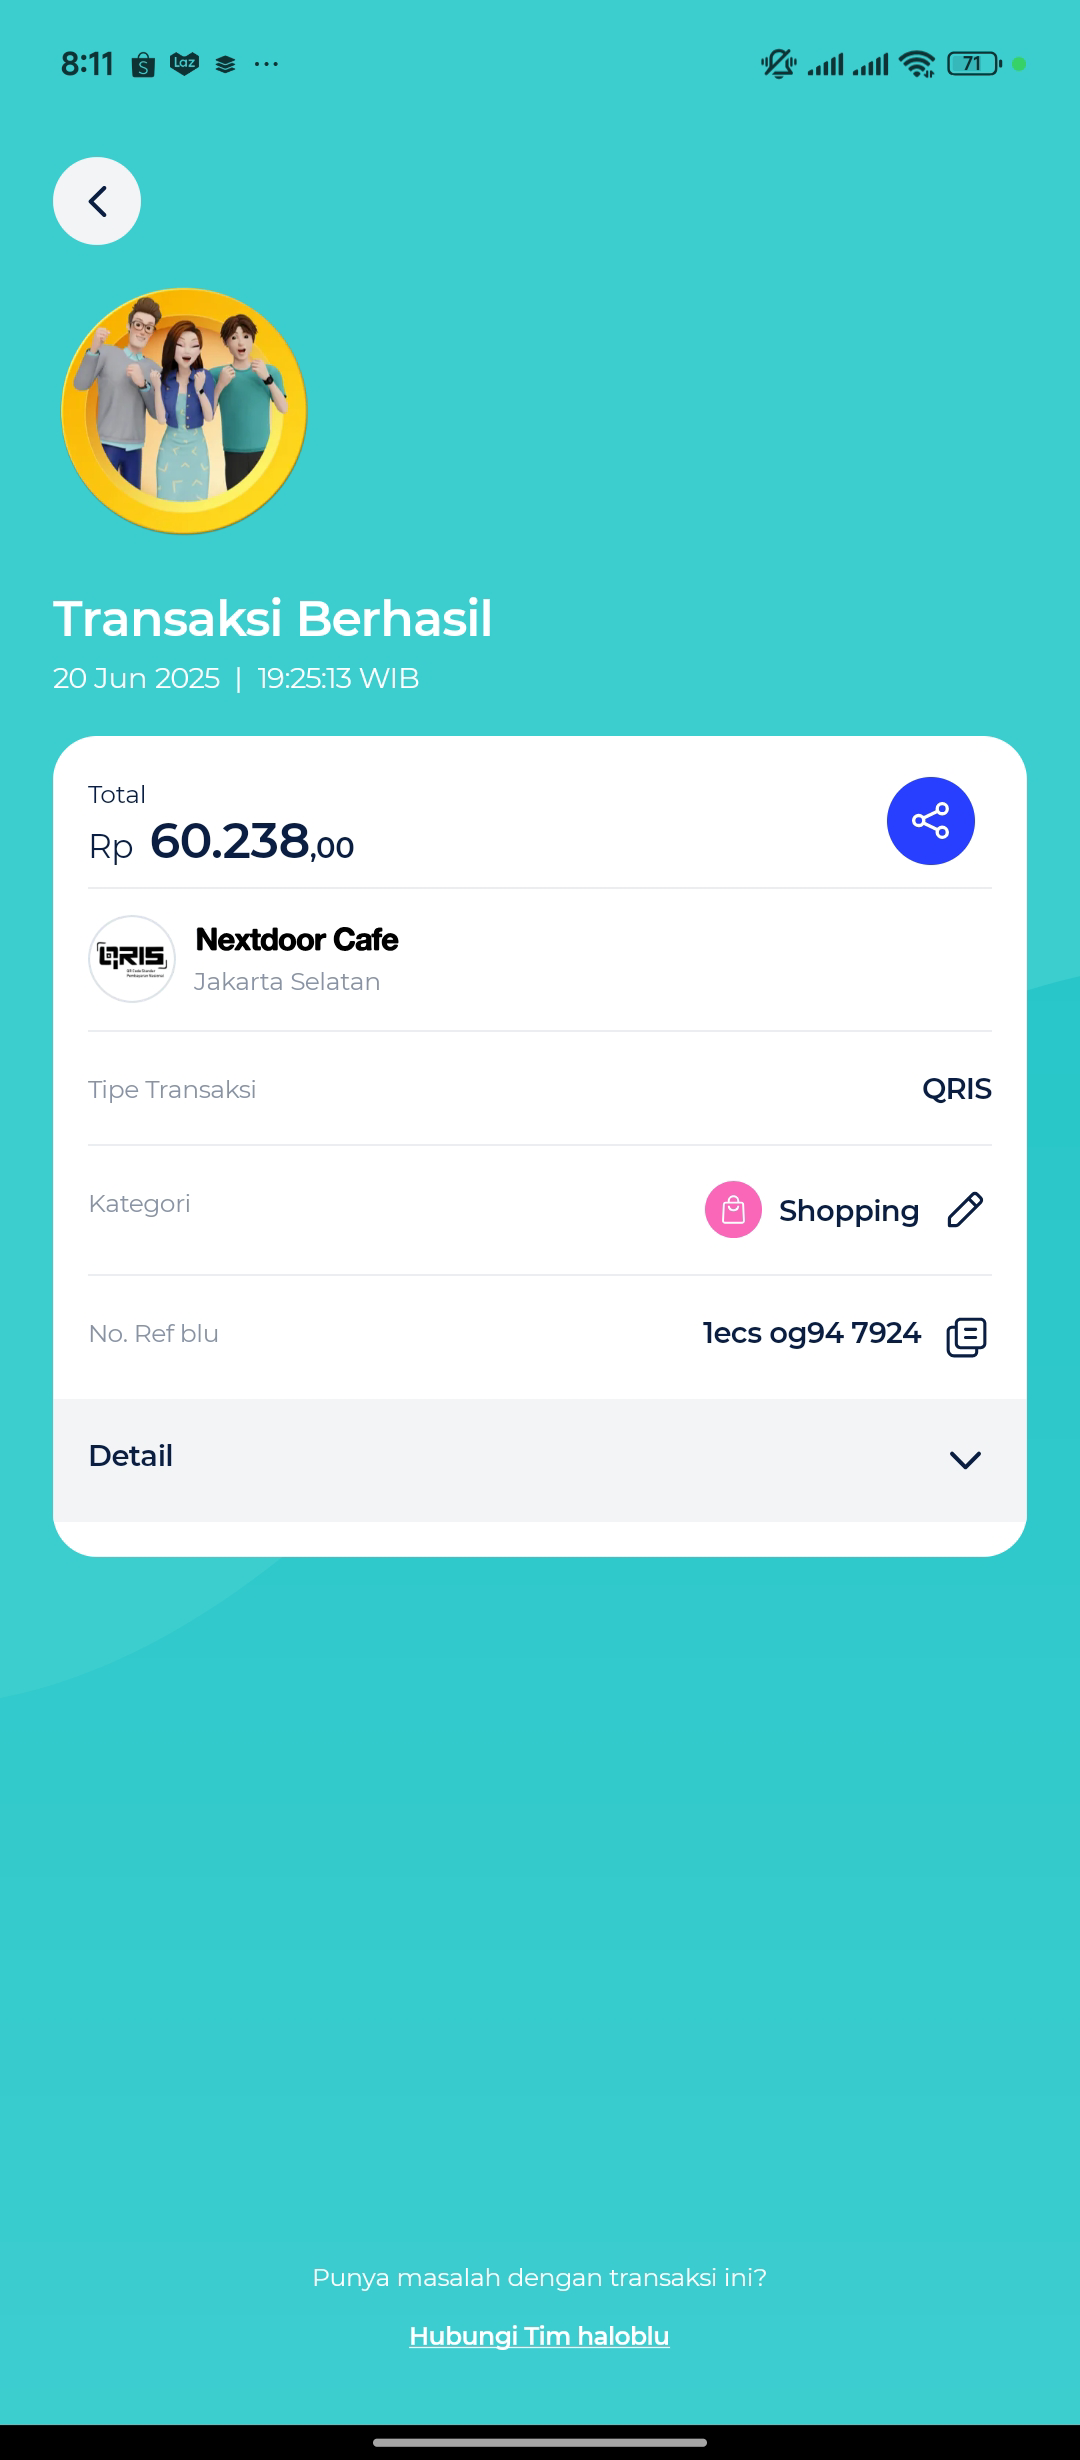 8:11
Laz
71
Transaksi Berhasil
20 Jun 2025 | 19:25:13 WIB
Total
Rp 60.238,00
QRIS
Nextdoor Cafe
Jakarta Selatan
Tipe Transaksi
QRIS
Kategori
Shopping
No. Ref blu
1ecs og94 7924
Detail
Punya masalah dengan transaksi ini?
Hubungi Tim haloblu